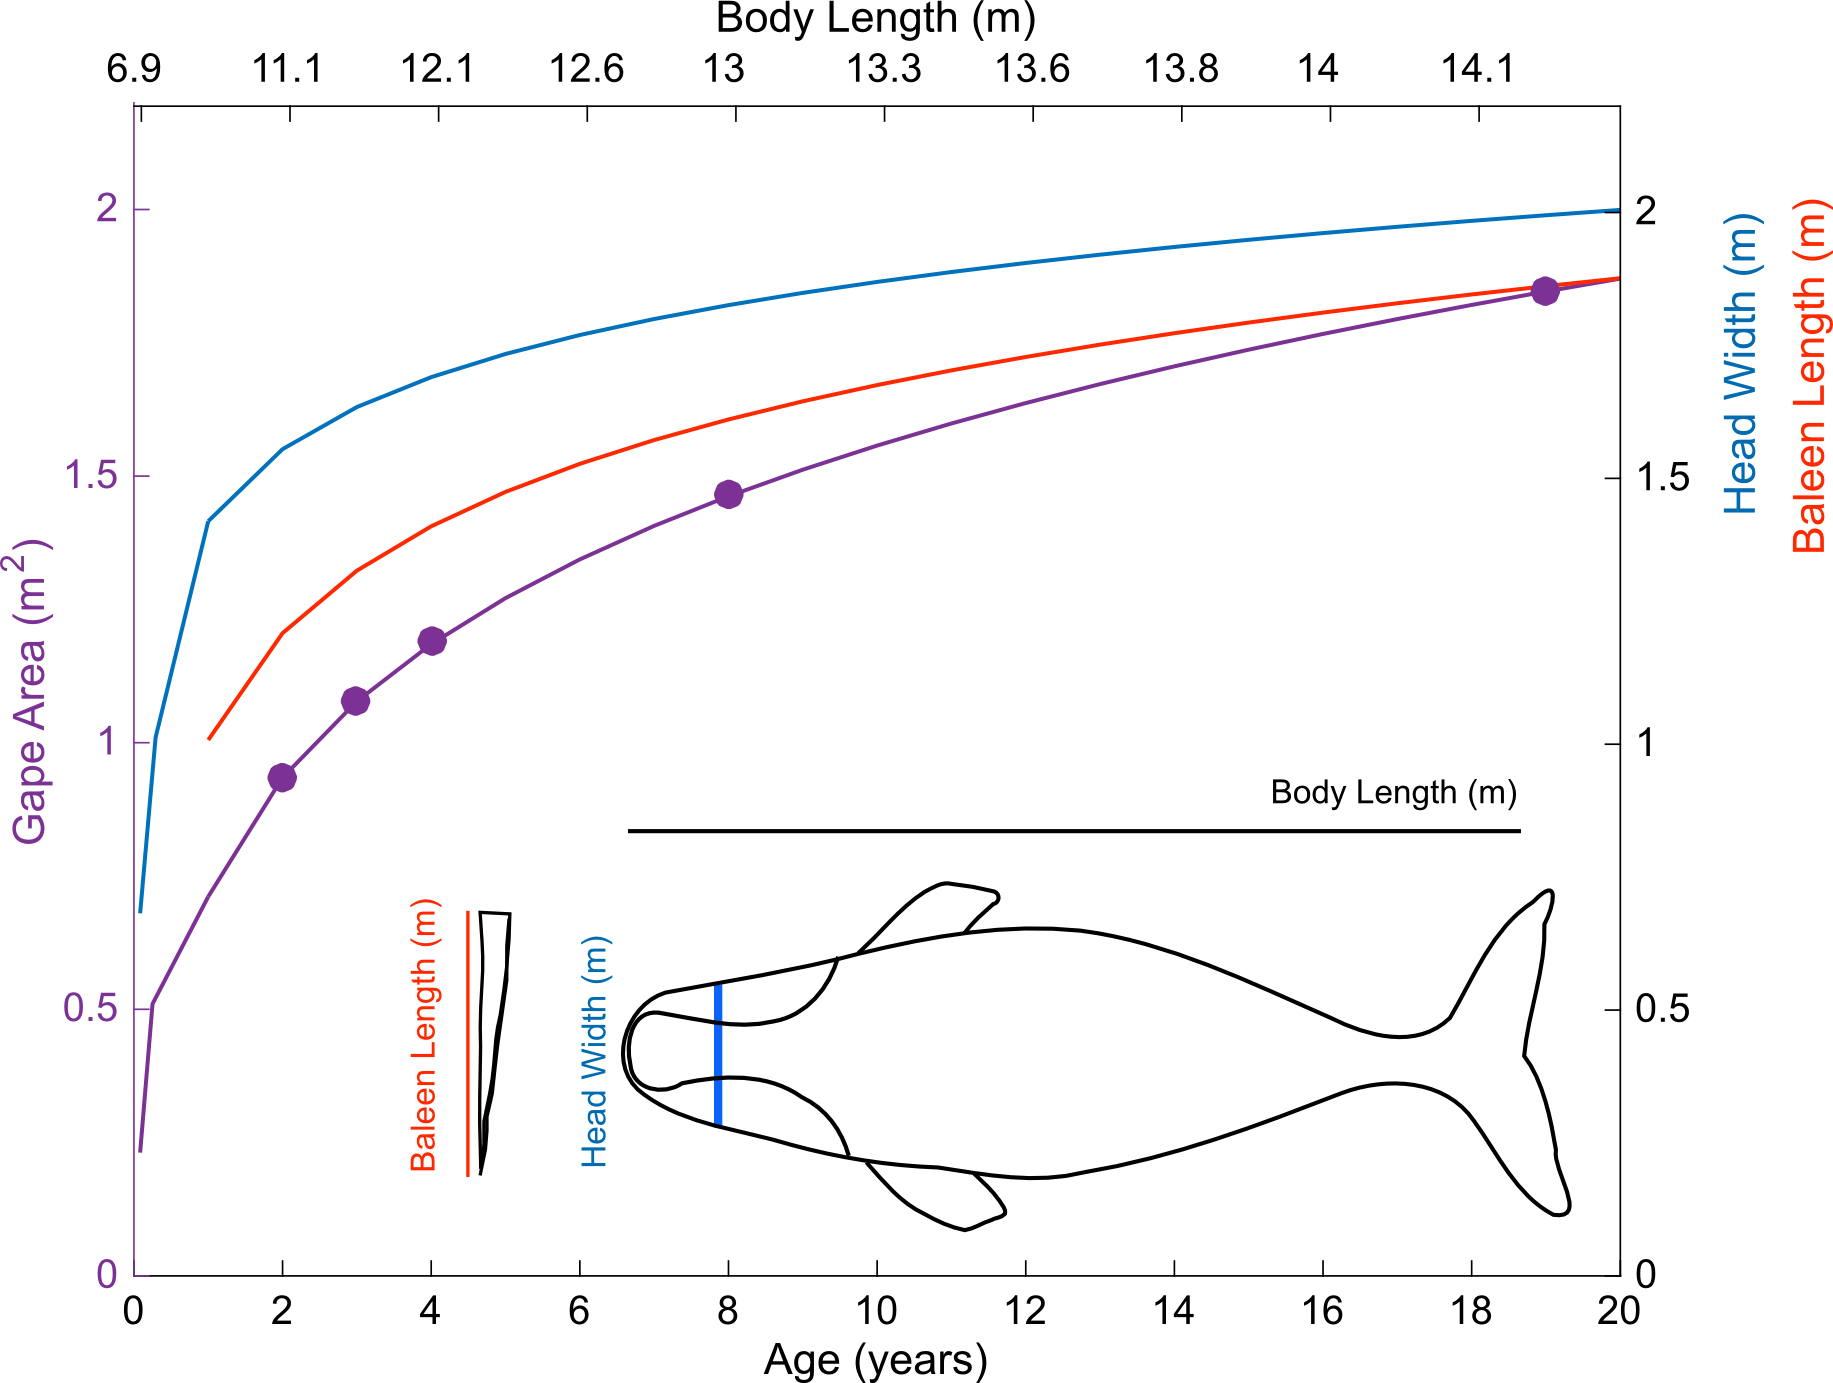 Body Length (m)
6.9 11.1 12.1 12.6 13 13.3 13.6 13.8 14 14.1
2
1.5
1
0.5
0
Gape Area (m²)
2
1.5
1
0.5
0
Head Width (m)
Baleen Length (m)
Body Length (m)
Baleen Length (m)
Head Width (m)
0 2 4 6 8 10 12 14 16 18 20
Age (years)